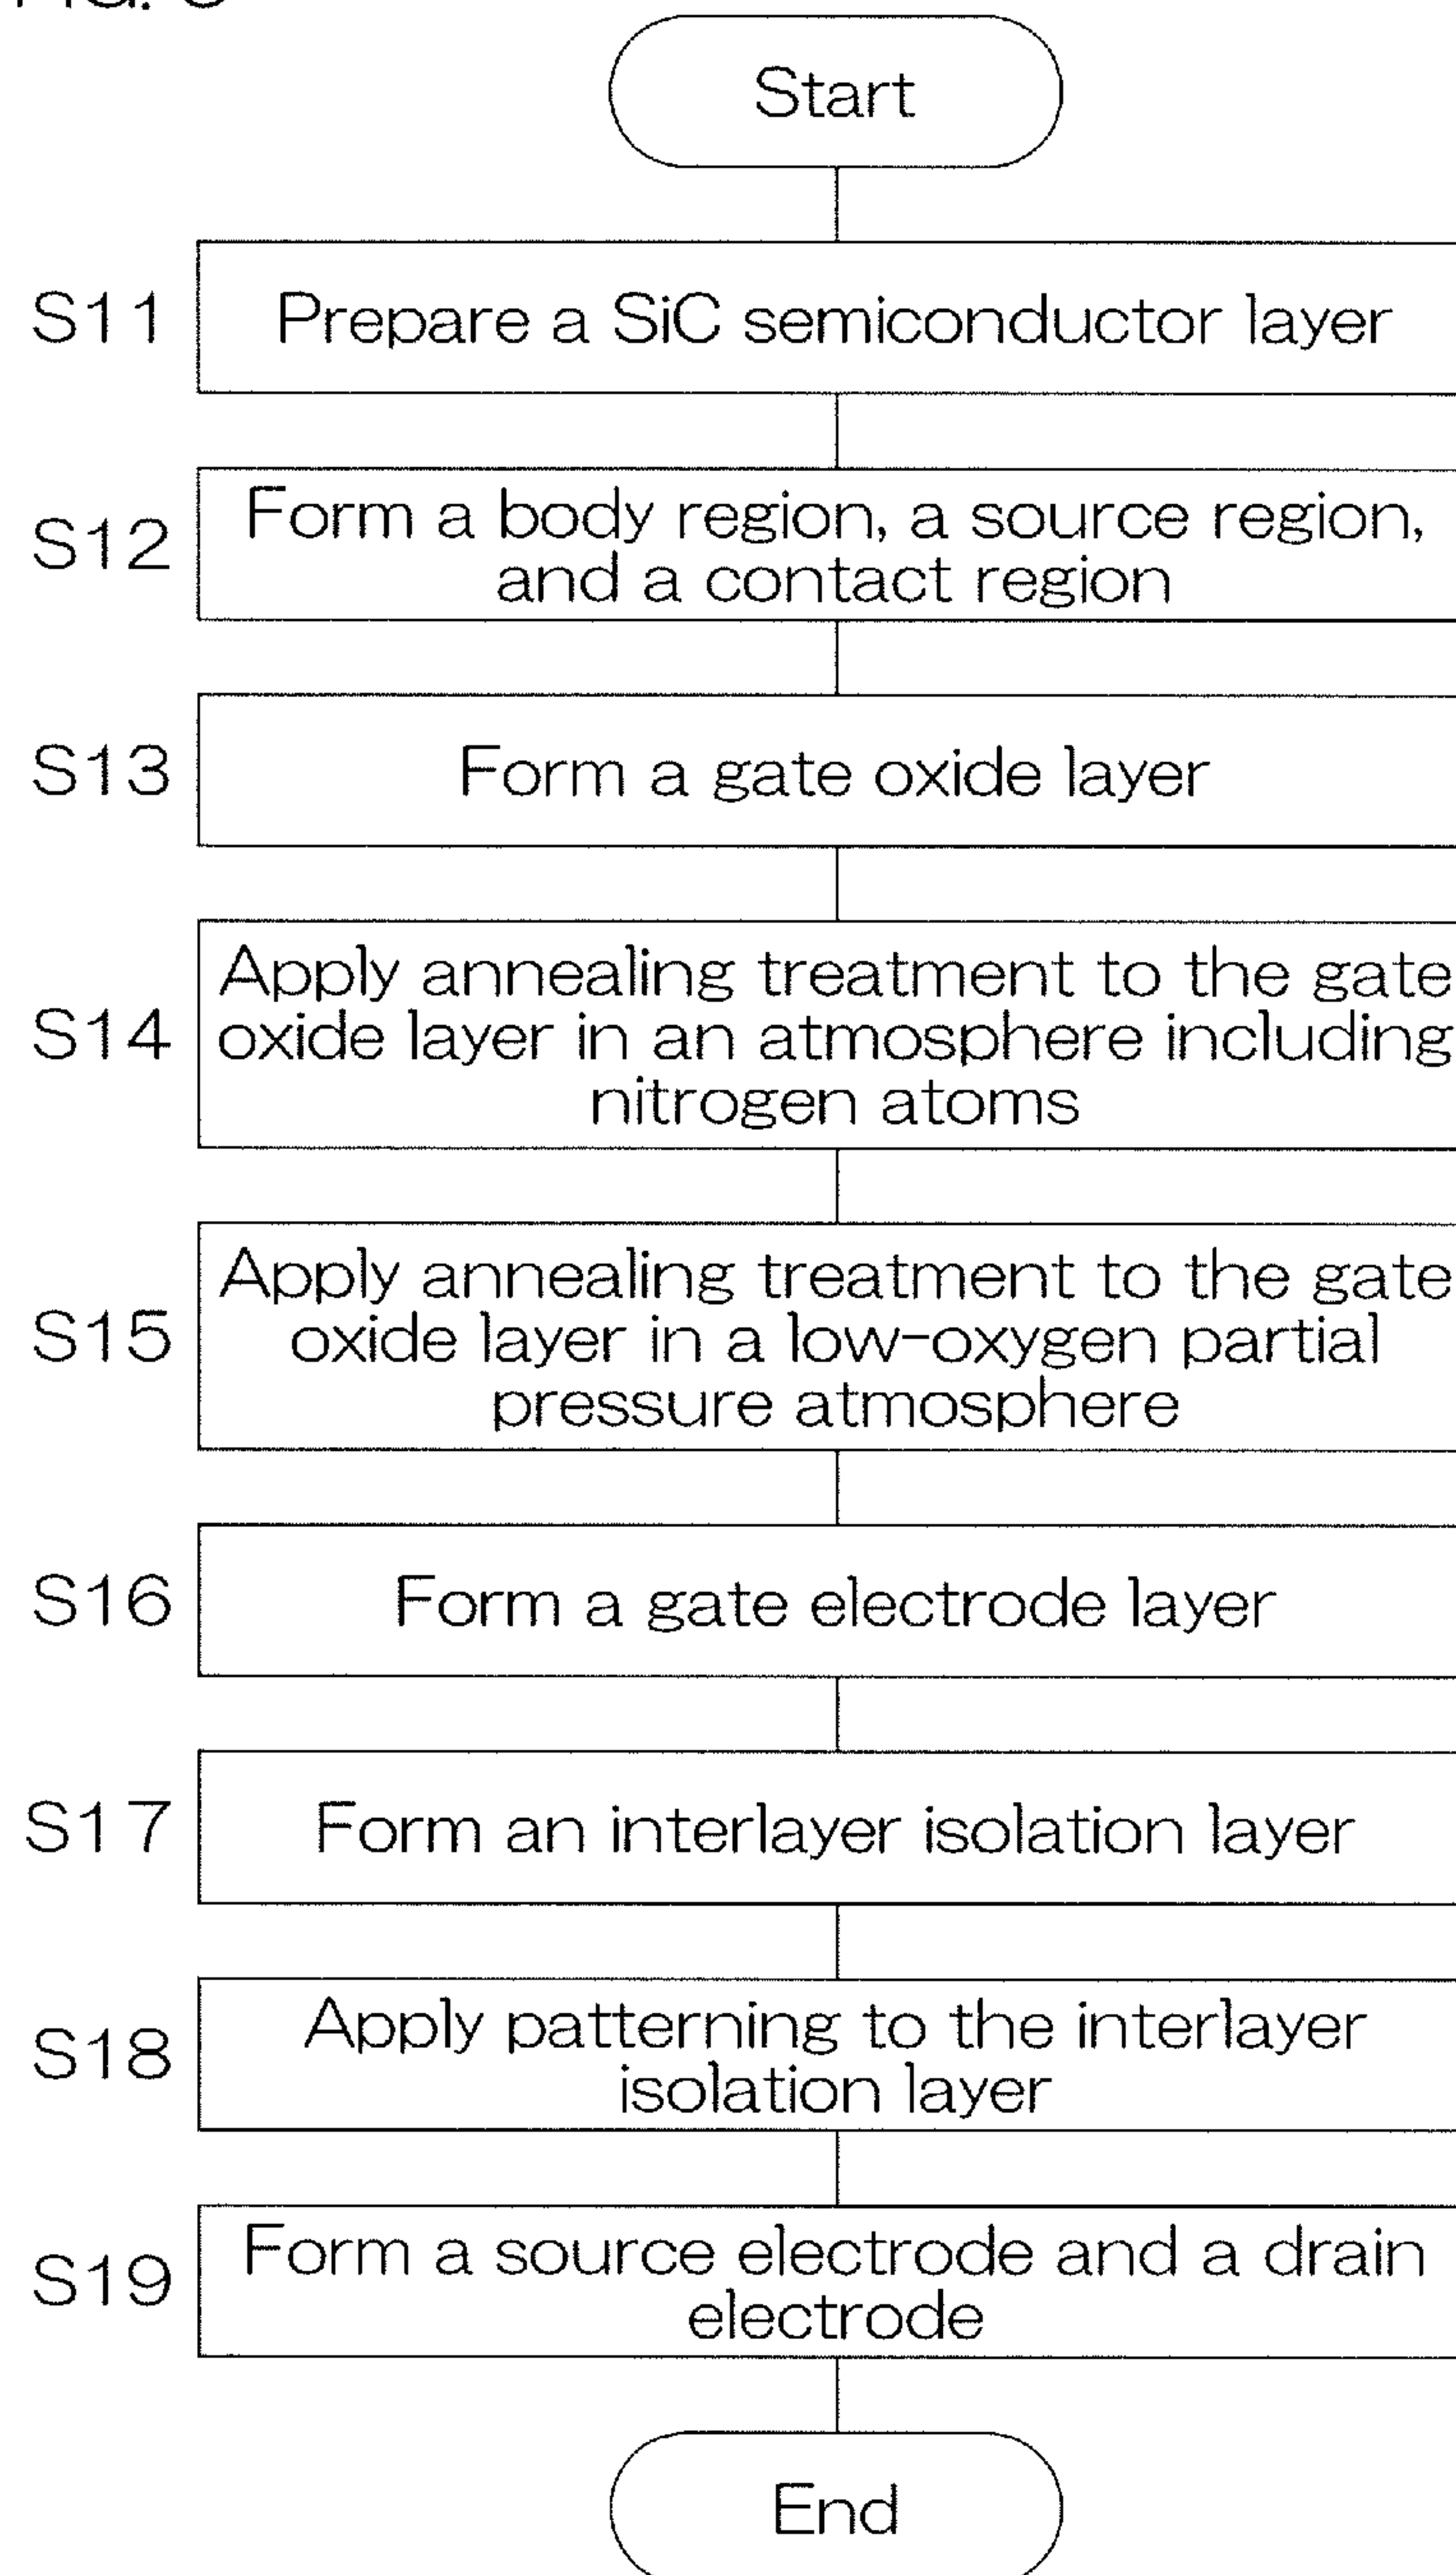 Start
S11
Prepare a SiC semiconductor layer
S12
Form a body region, a source region,
and a contact region
S13
Form a gate oxide layer
S14
Apply annealing treatment to the gate
oxide layer in an atmosphere including
nitrogen atoms
S15
Apply annealing treatment to the gate
oxide layer in a low-oxygen partial
pressure atmosphere
S16
Form a gate electrode layer
S17
Form an interlayer isolation layer
S18
Apply patterning to the interlayer
isolation layer
S19
Form a source electrode and a drain
electrode
End